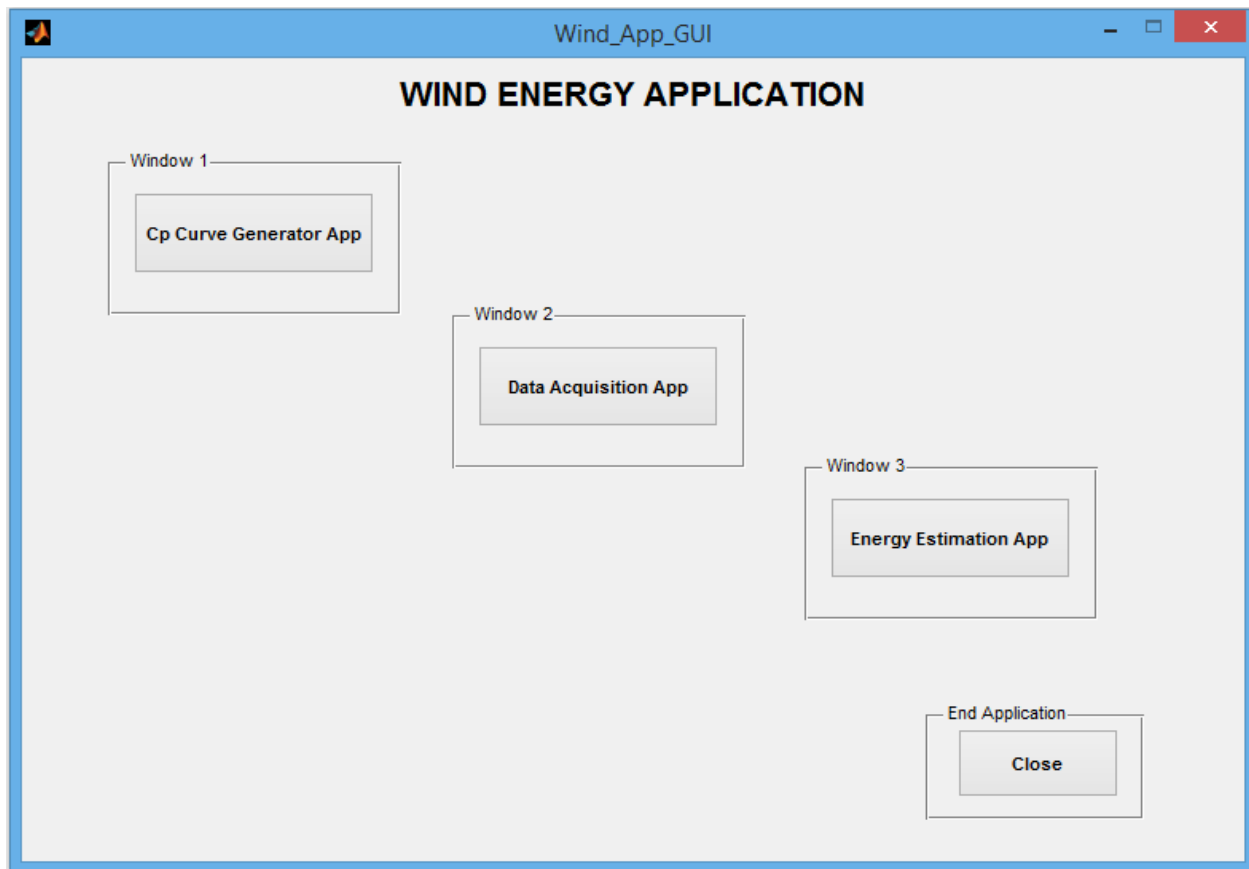 Wind_App_GUI
WIND ENERGY APPLICATION
Window 1
Cp Curve Generator App
Window 2
Data Acquisition App
Window 3
Energy Estimation App
End Application
Close